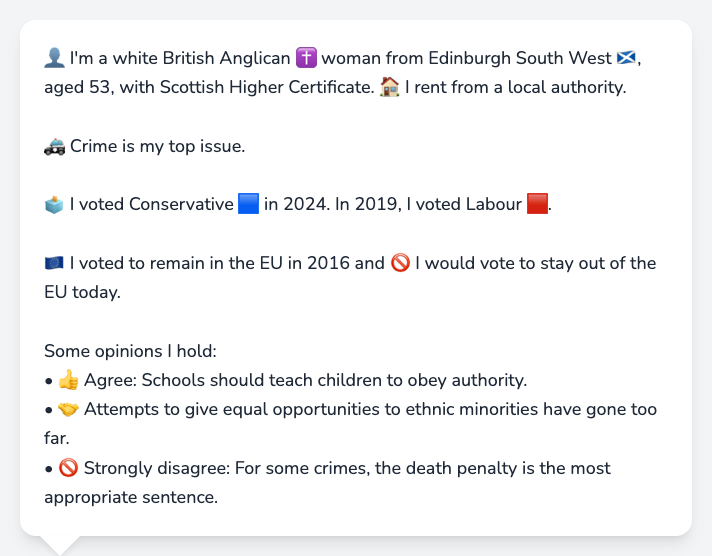 👤 I'm a white British Anglican ✝️ woman from Edinburgh South West 🏴󠁧󠁢󠁳󠁣󠁴󠁿,
aged 53, with Scottish Higher Certificate. 🏠 I rent from a local authority.
🚓 Crime is my top issue.
🗳️ I voted Conservative 🟦 in 2024. In 2019, I voted Labour 🟥.
🇪🇺 I voted to remain in the EU in 2016 and 🚫 I would vote to stay out of the
EU today.
Some opinions I hold:
• 👍 Agree: Schools should teach children to obey authority.
• 🤝 Attempts to give equal opportunities to ethnic minorities have gone too
far.
• 🚫 Strongly disagree: For some crimes, the death penalty is the most
appropriate sentence.